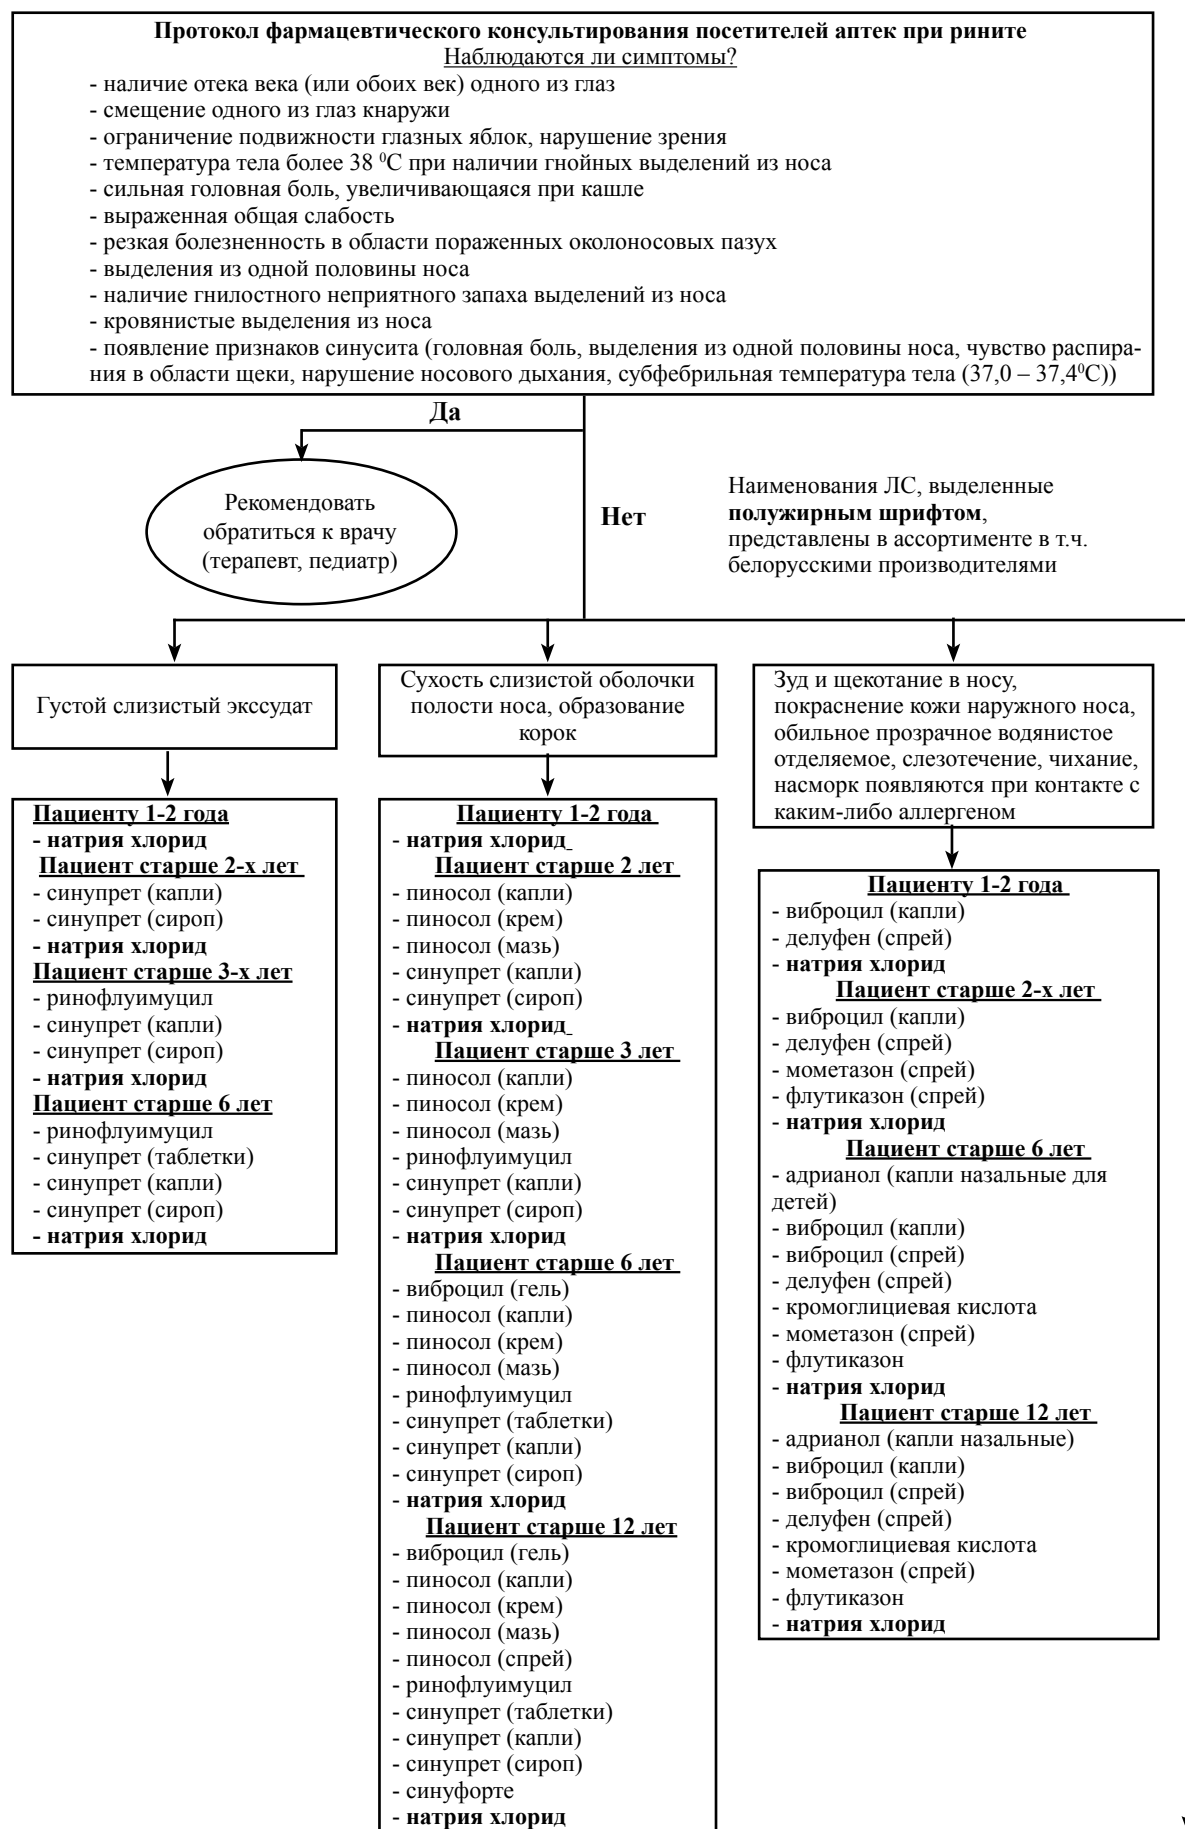 Протокол фармацевтического консультирования посетителей аптек при рините
Наблюдаются ли симптомы?
- наличие отека века (или обоих век) одного из глаз
- смещение одного из глаз кнаружи
- ограничение подвижности глазных яблок, нарушение зрения
- температура тела более 38 ⁰С при наличии гнойных выделений из носа
- сильная головная боль, увеличивающаяся при кашле
- выраженная общая слабость
- резкая болезненность в области пораженных околоносовых пазух
- выделения из одной половины носа
- наличие гнилостного неприятного запаха выделений из носа
- кровянистые выделения из носа
- появление признаков синусита (головная боль, выделения из одной половины носа, чувство распира-
ния в области щеки, нарушение носового дыхания, субфебрильная температура тела (37,0 – 37,4⁰С))
Да
Рекомендовать
обратиться к врачу
(терапевт, педиатр)
Нет
Наименования ЛС, выделенные
полужирным шрифтом,
представлены в ассортименте в т.ч.
белорусскими производителями
Густой слизистый экссудат
Пациенту 1-2 года
- натрия хлорид
Пациент старше 2-х лет
- синупрет (капли)
- синупрет (сироп)
- натрия хлорид
Пациент старше 3-х лет
- ринофлуимуцил
- синупрет (капли)
- синупрет (сироп)
- натрия хлорид
Пациент старше 6 лет
- ринофлуимуцил
- синупрет (таблетки)
- синупрет (капли)
- синупрет (сироп)
- натрия хлорид
Сухость слизистой оболочки
полости носа, образование
корок
Пациенту 1-2 года
- натрия хлорид
Пациент старше 2 лет
- пиносол (капли)
- пиносол (крем)
- пиносол (мазь)
- синупрет (капли)
- синупрет (сироп)
- натрия хлорид
Пациент старше 3 лет
- пиносол (капли)
- пиносол (крем)
- пиносол (мазь)
- ринофлуимуцил
- синупрет (капли)
- синупрет (сироп)
- натрия хлорид
Пациент старше 6 лет
- виброцил (гель)
- пиносол (капли)
- пиносол (крем)
- пиносол (мазь)
- ринофлуимуцил
- синупрет (таблетки)
- синупрет (капли)
- синупрет (сироп)
- натрия хлорид
Пациент старше 12 лет
- виброцил (гель)
- пиносол (капли)
- пиносол (крем)
- пиносол (мазь)
- пиносол (спрей)
- ринофлуимуцил
- синупрет (таблетки)
- синупрет (капли)
- синупрет (сироп)
- синуфорте
- натрия хлорид
Зуд и щекотание в носу,
покраснение кожи наружного носа,
обильное прозрачное водянистое
отделяемое, слезотечение, чихание,
насморк появляются при контакте с
каким-либо аллергеном
Пациенту 1-2 года
- виброцил (капли)
- делуфен (спрей)
- натрия хлорид
Пациент старше 2-х лет
- виброцил (капли)
- делуфен (спрей)
- мометазон (спрей)
- флутиказон (спрей)
- натрия хлорид
Пациент старше 6 лет
- адрианол (капли назальные для
детей)
- виброцил (капли)
- виброцил (спрей)
- делуфен (спрей)
- кромоглициевая кислота
- мометазон (спрей)
- флутиказон
- натрия хлорид
Пациент старше 12 лет
- адрианол (капли назальные)
- виброцил (капли)
- виброцил (спрей)
- делуфен (спрей)
- кромоглициевая кислота
- мометазон (спрей)
- флутиказон
- натрия хлорид